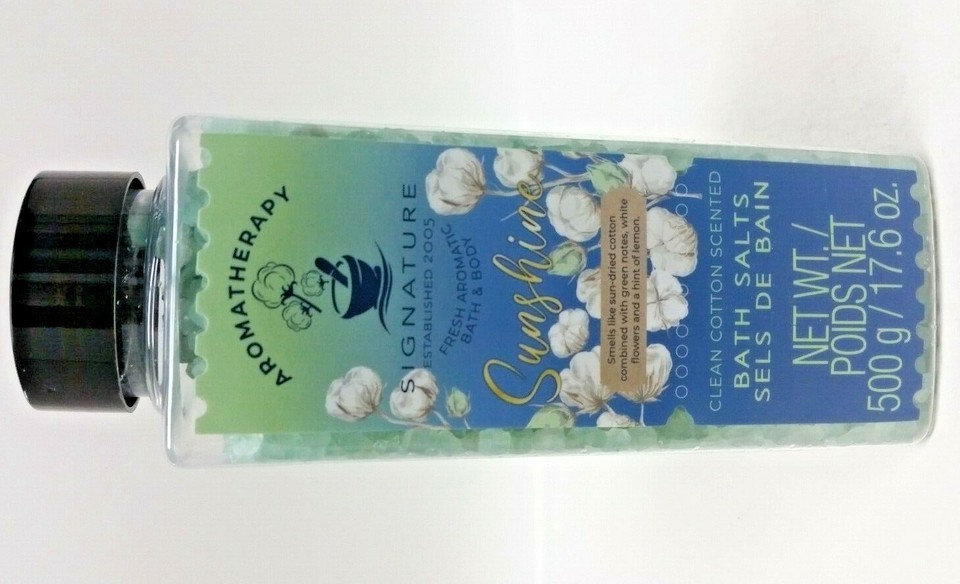 AROMATHERAPY
SIGNATURE
ESTABLISHED 2005
FRESH AROMATIC
BATH & BODY
Sunshine
Smells like sun-dried cotton
combined with green notes, white
flowers and a hint of lemon.
CLEAN COTTON SCENTED
BATH SALTS
SELS DE BAIN
NET WT. /
POIDS NET
500 g / 17.6 oz.